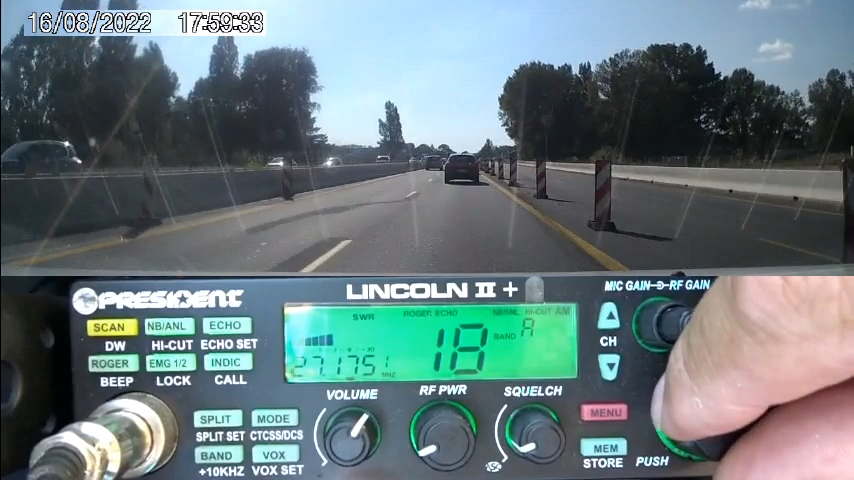 16/08/2022 17:59:33
PRESIDENT
LINCOLN II +
MIC GAIN RF GAIN
SCAN NB/ANL ECHO
DW HI-CUT ECHO SET
ROGER EMG 1/2 INDIC
BEEP LOCK CALL
SPLIT MODE
SPLIT SET CTCSS/DCS
BAND VOX
+10KHZ VOX SET
SWR ROGER ECHO NB/ANL HI-CUT AM
18 BAND A
27.175 MHZ
CH
VOLUME RF PWR SQUELCH
MENU
MEM
STORE PUSH